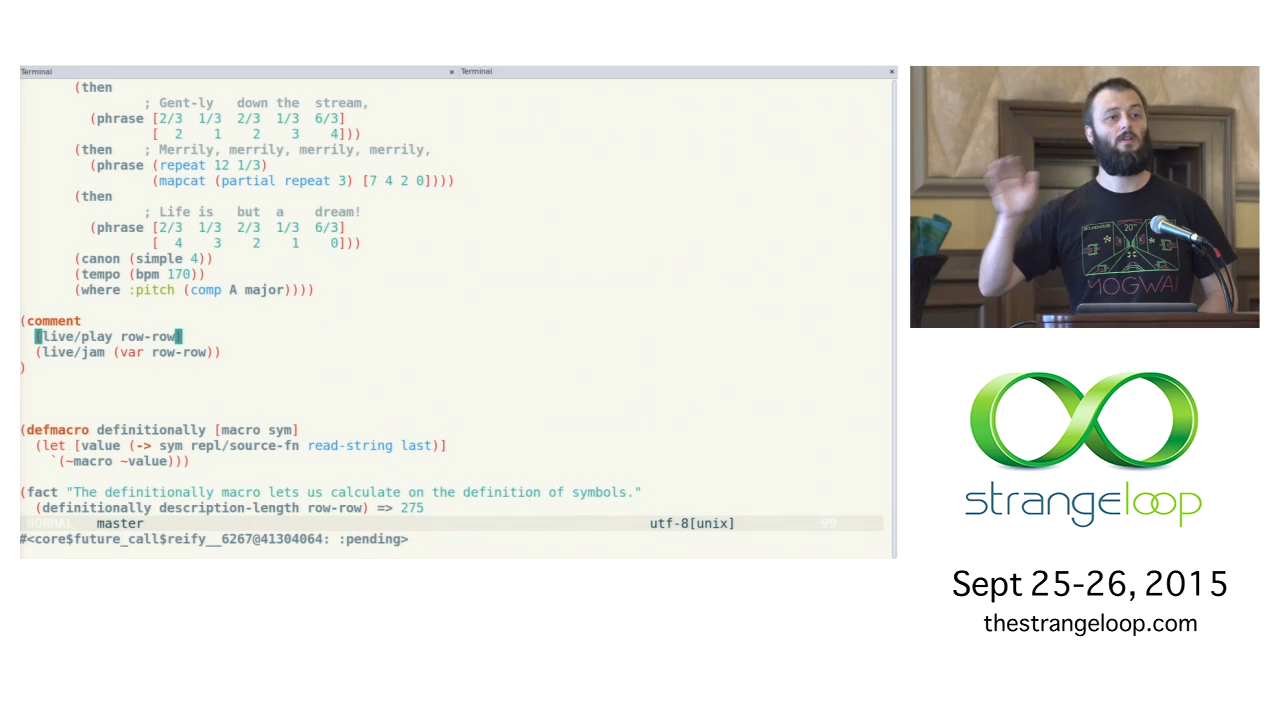 Terminal × Terminal ×
(then
; Gent-ly down the stream,
(phrase [2/3 1/3 2/3 1/3 6/3]
[ 2 1 2 3 4]))
(then ; Merrily, merrily, merrily, merrily,
(phrase (repeat 12 1/3)
(mapcat (partial repeat 3) [7 4 2 0])))
(then
; Life is but a dream!
(phrase [2/3 1/3 2/3 1/3 6/3]
[ 4 3 2 1 0]))
(canon (simple 4))
(tempo (bpm 170))
(where :pitch (comp A major))))
(comment
(live/play row-row)
(live/jam (var row-row))
)
(defmacro definitionally [macro sym]
(let [value (-> sym repl/source-fn read-string last)]
`(~macro ~value)))
(fact "The definitionally macro lets us calculate on the definition of symbols."
(definitionally description-length row-row) => 275
NORMAL master utf-8[unix] 99
#<core$future_call$reify__6267@41304064: :pending>
20"
MOGWAI
strangeloop
Sept 25-26, 2015
thestrangeloop.com